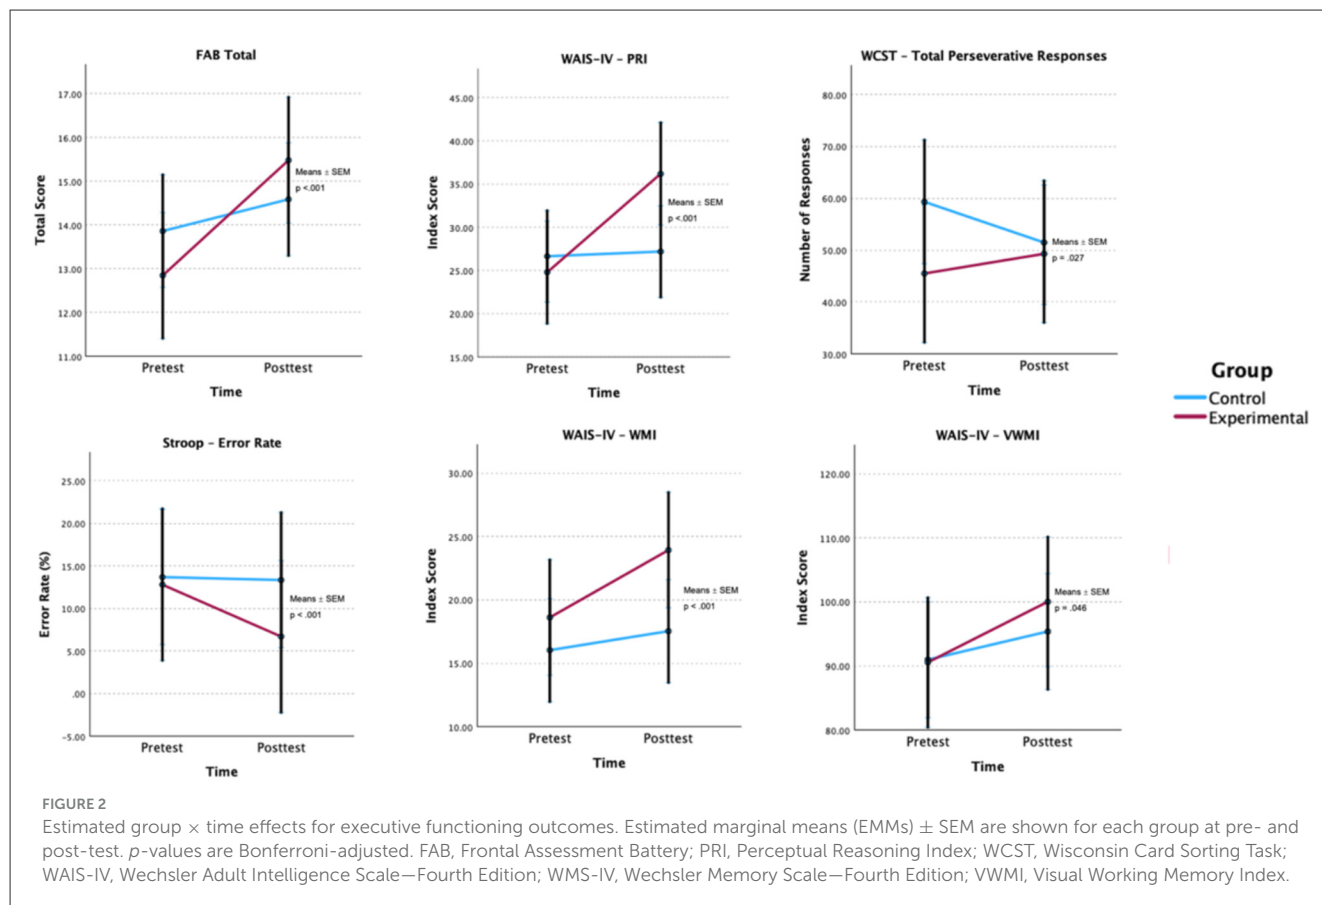 FAB Total
17.00
16.00
15.00
14.00
13.00
12.00
11.00
Total Score
Means ± SEM
p <.001
Pretest
Posttest
Time
WAIS-IV - PRI
45.00
40.00
35.00
30.00
25.00
20.00
15.00
Index Score
Means ± SEM
p <.001
Pretest
Posttest
Time
WCST - Total Perseverative Responses
80.00
70.00
60.00
50.00
40.00
30.00
Number of Responses
Means ± SEM
p = .027
Pretest
Posttest
Time
Group
Control
Experimental
Stroop - Error Rate
25.00
20.00
15.00
10.00
5.00
.00
-5.00
Error Rate (%)
Means ± SEM
p < .001
Pretest
Posttest
Time
WAIS-IV - WMI
30.00
25.00
20.00
15.00
10.00
Index Score
Means ± SEM
p < .001
Pretest
Posttest
Time
WAIS-IV - VWMI
120.00
110.00
100.00
90.00
80.00
Index Score
Means ± SEM
p = .046
Pretest
Posttest
Time
FIGURE 2
Estimated group × time effects for executive functioning outcomes. Estimated marginal means (EMMs) ± SEM are shown for each group at pre- and
post-test. p-values are Bonferroni-adjusted. FAB, Frontal Assessment Battery; PRI, Perceptual Reasoning Index; WCST, Wisconsin Card Sorting Task;
WAIS-IV, Wechsler Adult Intelligence Scale—Fourth Edition; WMS-IV, Wechsler Memory Scale—Fourth Edition; VWMI, Visual Working Memory Index.